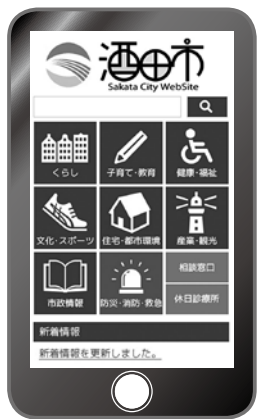 酒田市
Sakata City WebSite
くらし
子育て・教育
健康・福祉
文化・スポーツ
住宅・都市環境
産業・観光
市政情報
防災・消防・救急
相談窓口
休日診療所
新着情報
新着情報を更新しました。